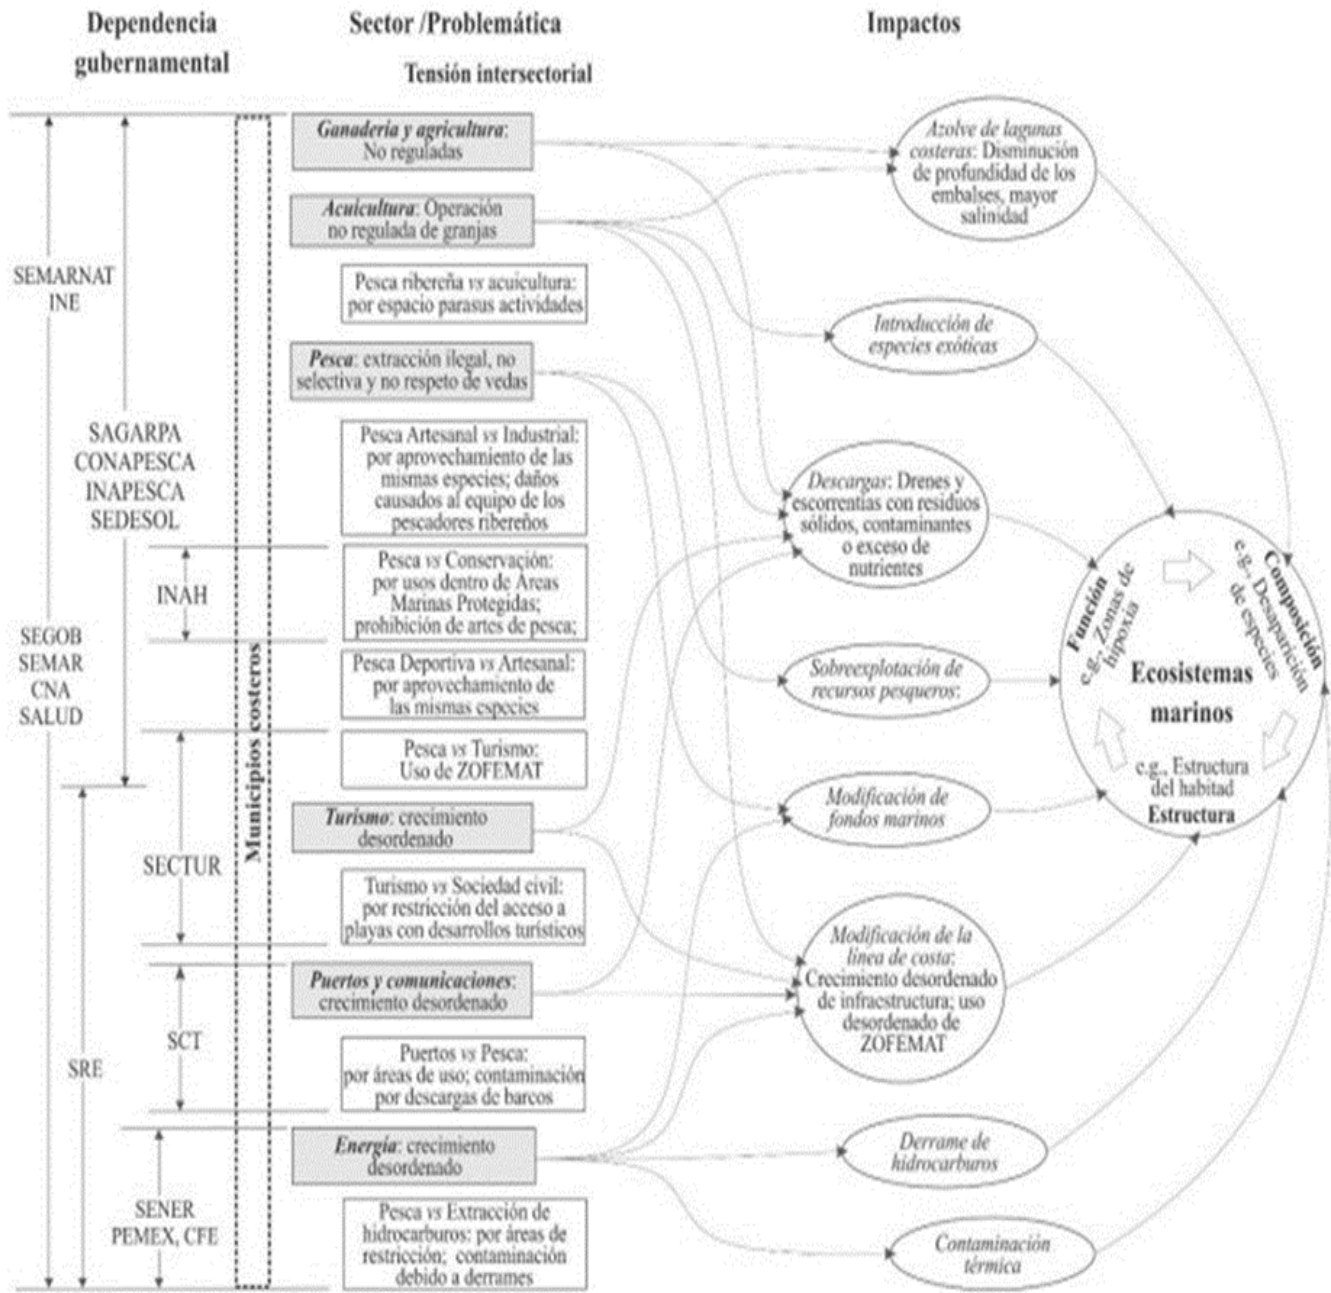 Dependencia
gubernamental
Sector /Problemática
Tensión intersectorial
Impactos
SEMARNAT
INE
SAGARPA
CONAPESCA
INAPESCA
SEDESOL
INAH
SEGOB
SEMAR
CNA
SALUD
SECTUR
SCT
SRE
SENER
PEMEX, CFE
Municipios costeros
Ganadería y agricultura:
No reguladas
Acuicultura: Operación
no regulada de granjas
Pesca ribereña vs acuicultura:
por espacio parasus actividades
Pesca: extracción ilegal, no
selectiva y no respeto de vedas
Pesca Artesanal vs Industrial:
por aprovechamiento de las
mismas especies; daños
causados al equipo de los
pescadores ribereños
Pesca vs Conservación:
por usos dentro de Áreas
Marinas Protegidas;
prohibición de artes de pesca;
Pesca Deportiva vs Artesanal:
por aprovechamiento de
las mismas especies
Pesca vs Turismo:
Uso de ZOFEMAT
Turismo: crecimiento
desordenado
Turismo vs Sociedad civil:
por restricción del acceso a
playas con desarrollos turísticos
Puertos y comunicaciones:
crecimiento desordenado
Puertos vs Pesca:
por áreas de uso; contaminación
por descargas de barcos
Energía: crecimiento
desordenado
Pesca vs Extracción de
hidrocarburos: por áreas de
restricción; contaminación
debido a derrames
Azolve de lagunas
costeras: Disminución
de profundidad de los
embalses, mayor
salinidad
Introducción de
especies exóticas
Descargas: Drenes y
escorrentías con residuos
sólidos, contaminantes
o exceso de
nutrientes
Sobreexplotación de
recursos pesqueros:
Modificación de
fondos marinos
Modificación de la
línea de costa:
Crecimiento desordenado
de infraestructura; uso
desordenado de
ZOFEMAT
Derrame de
hidrocarburos
Contaminación
térmica
Función
e.g., Zonas de
hipoxia
Composición
e.g., Desaparición
de especies
Ecosistemas
marinos
e.g., Estructura
del habitad
Estructura